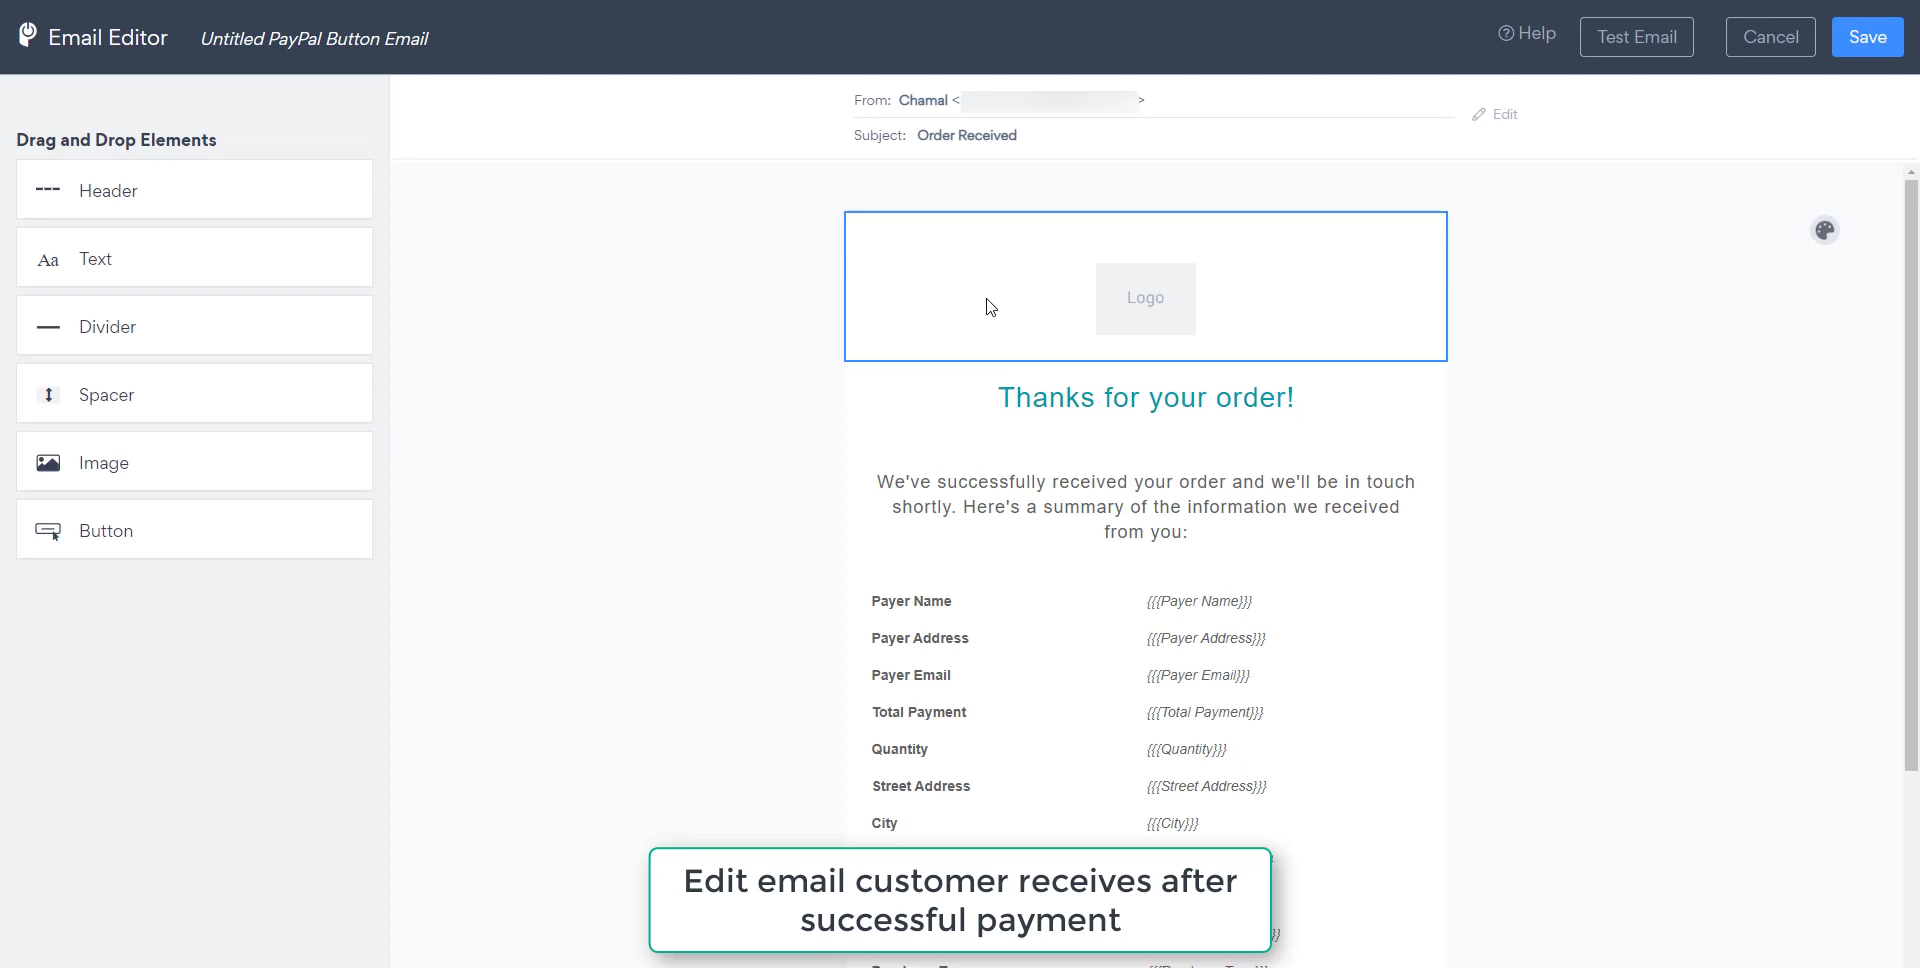 Email Editor
Untitled PayPal Button Email
Help
Test Email
Cancel
Save
From: Chamal < >
Subject: Order Received
Edit
Drag and Drop Elements
Header
Aa Text
Divider
Spacer
Image
Button
Logo
Thanks for your order!
We've successfully received your order and we'll be in touch
shortly. Here's a summary of the information we received
from you:
Payer Name {{{Payer Name}}}
Payer Address {{{Payer Address}}}
Payer Email {{{Payer Email}}}
Total Payment {{{Total Payment}}}
Quantity {{{Quantity}}}
Street Address {{{Street Address}}}
City {{{City}}}
Edit email customer receives after
successful payment